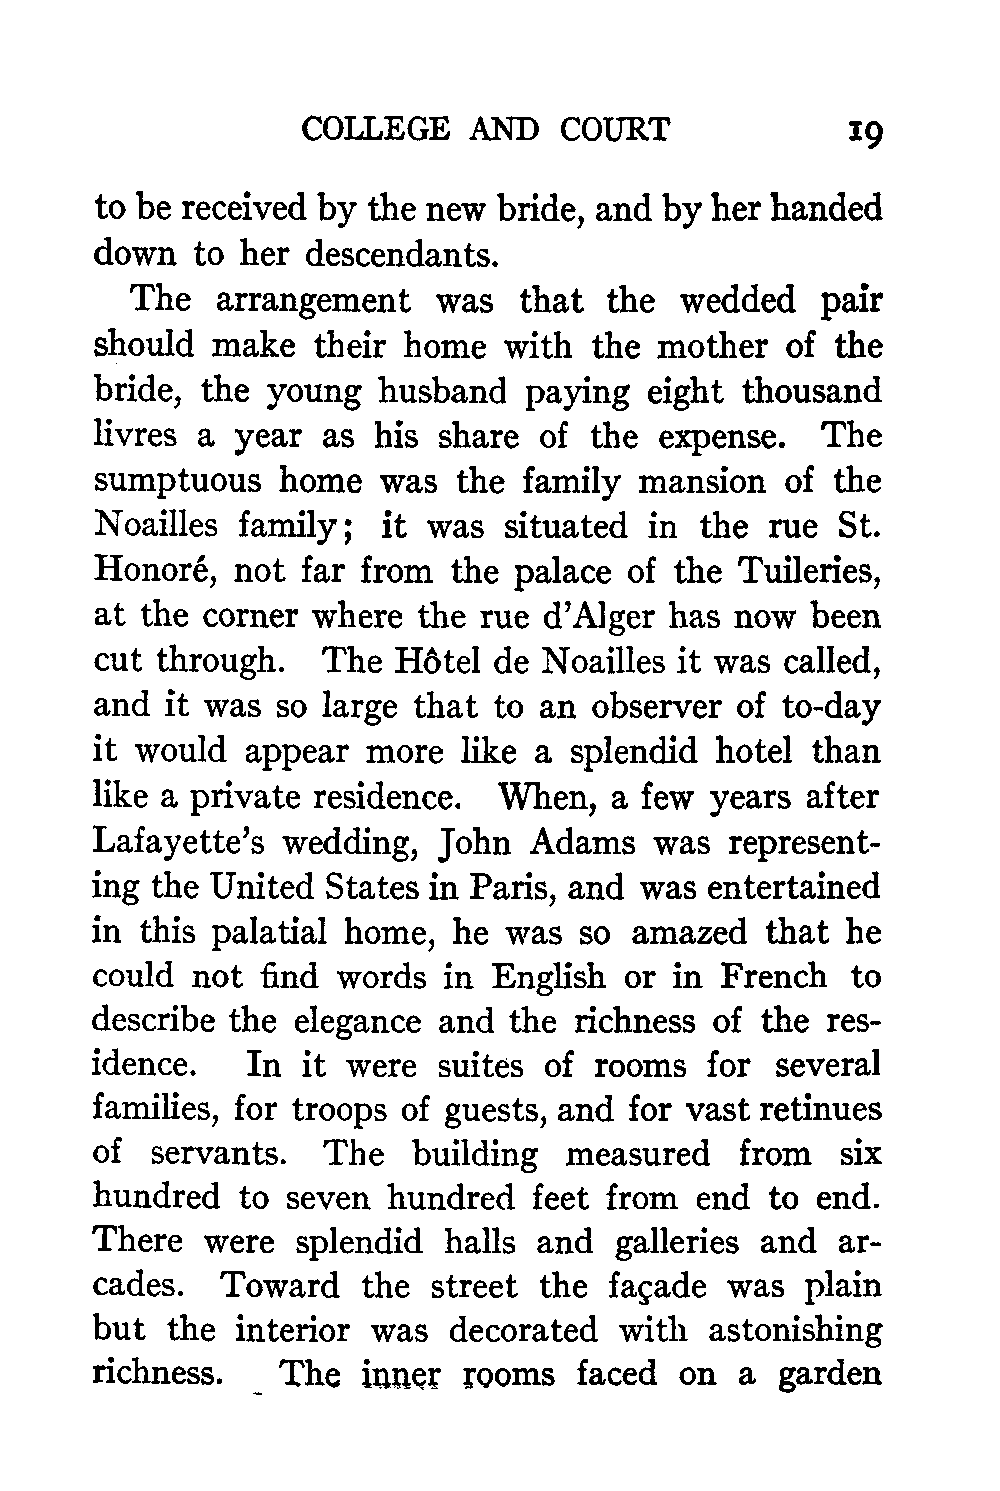 COLLEGE AND COURT 19
to be received by the new bride, and by her handed
down to her descendants.
The arrangement was that the wedded pair
should make their home with the mother of the
bride, the young husband paying eight thousand
livres a year as his share of the expense. The
sumptuous home was the family mansion of the
Noailles family; it was situated in the rue St.
Honoré, not far from the palace of the Tuileries,
at the corner where the rue d'Alger has now been
cut through. The Hôtel de Noailles it was called,
and it was so large that to an observer of to-day
it would appear more like a splendid hotel than
like a private residence. When, a few years after
Lafayette's wedding, John Adams was represent-
ing the United States in Paris, and was entertained
in this palatial home, he was so amazed that he
could not find words in English or in French to
describe the elegance and the richness of the res-
idence. In it were suites of rooms for several
families, for troops of guests, and for vast retinues
of servants. The building measured from six
hundred to seven hundred feet from end to end.
There were splendid halls and galleries and ar-
cades. Toward the street the façade was plain
but the interior was decorated with astonishing
richness. The inner rooms faced on a garden